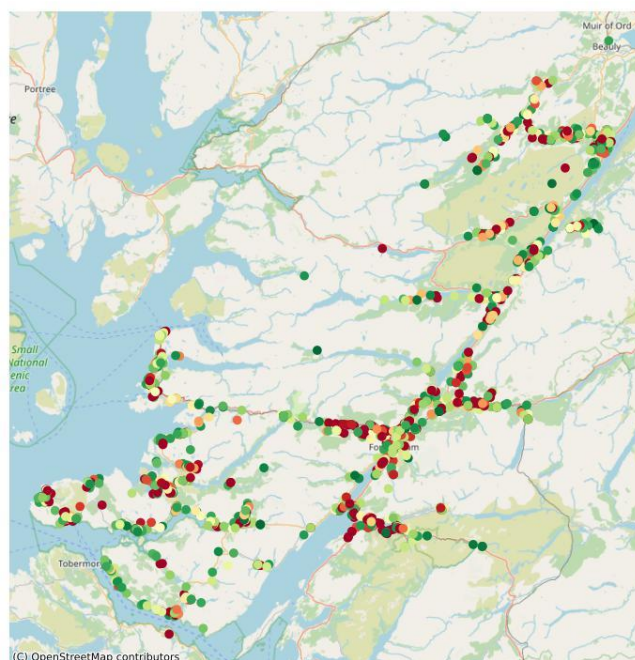 Muir of Ord
Beauly
Portree
Small
National
enic
rea
Tobermory
(C) OpenStreetMap contributors